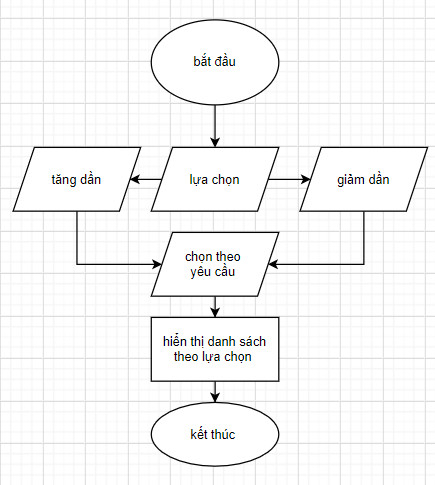 bắt đầu
tăng dần
lựa chọn
giảm dần
chọn theo
yêu cầu
hiển thị danh sách
theo lựa chọn
kết thúc